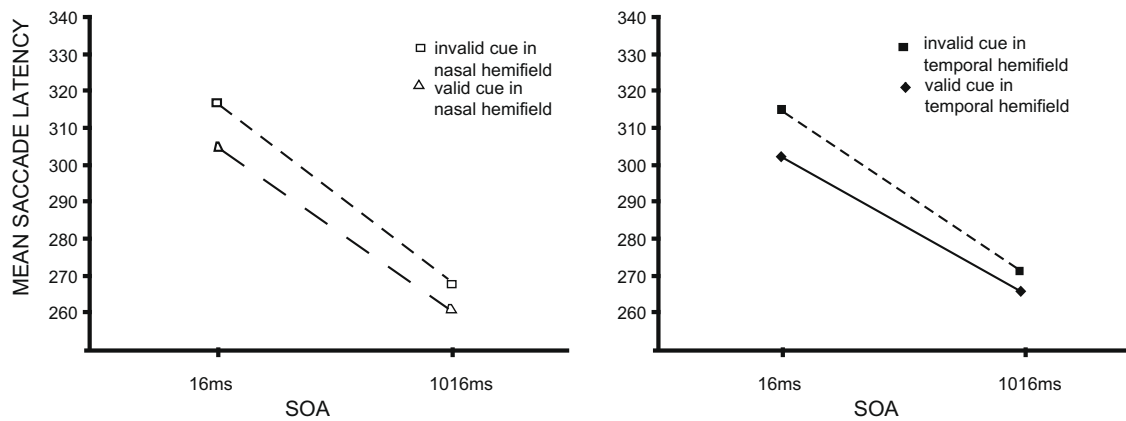 MEAN SACCADE LATENCY
340
330
320
310
300
290
280
270
260
invalid cue in
nasal hemifield
valid cue in
nasal hemifield
16ms
1016ms
SOA
340
330
320
310
300
290
280
270
260
invalid cue in
temporal hemifield
valid cue in
temporal hemifield
16ms
1016ms
SOA